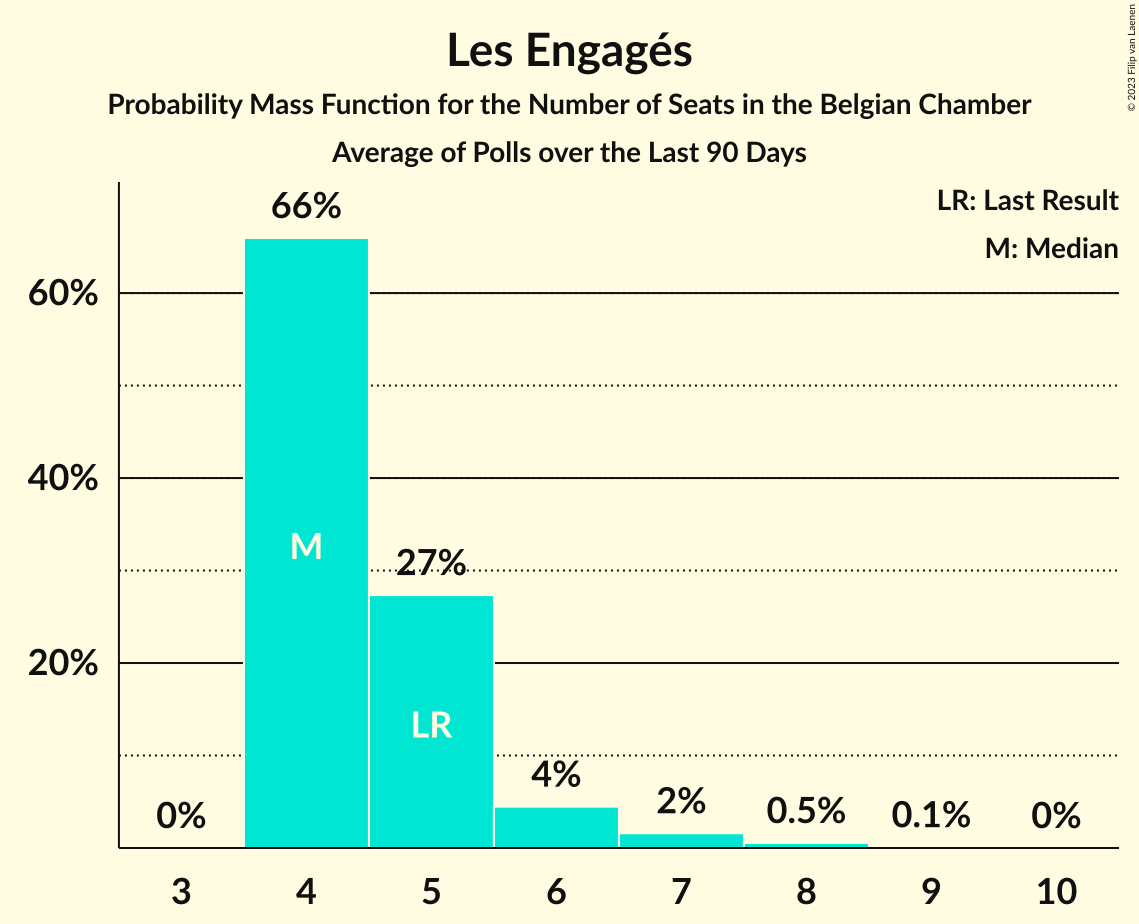 Les Engagés
Probability Mass Function for the Number of Seats in the Belgian Chamber
Average of Polls over the Last 90 Days
© 2023 Filip van Laenen
LR: Last Result
M: Median
66%
60%
40%
M
27%
20%
LR
4%
2%
0.5%
0.1%
0%
0%
3 4 5 6 7 8 9 10